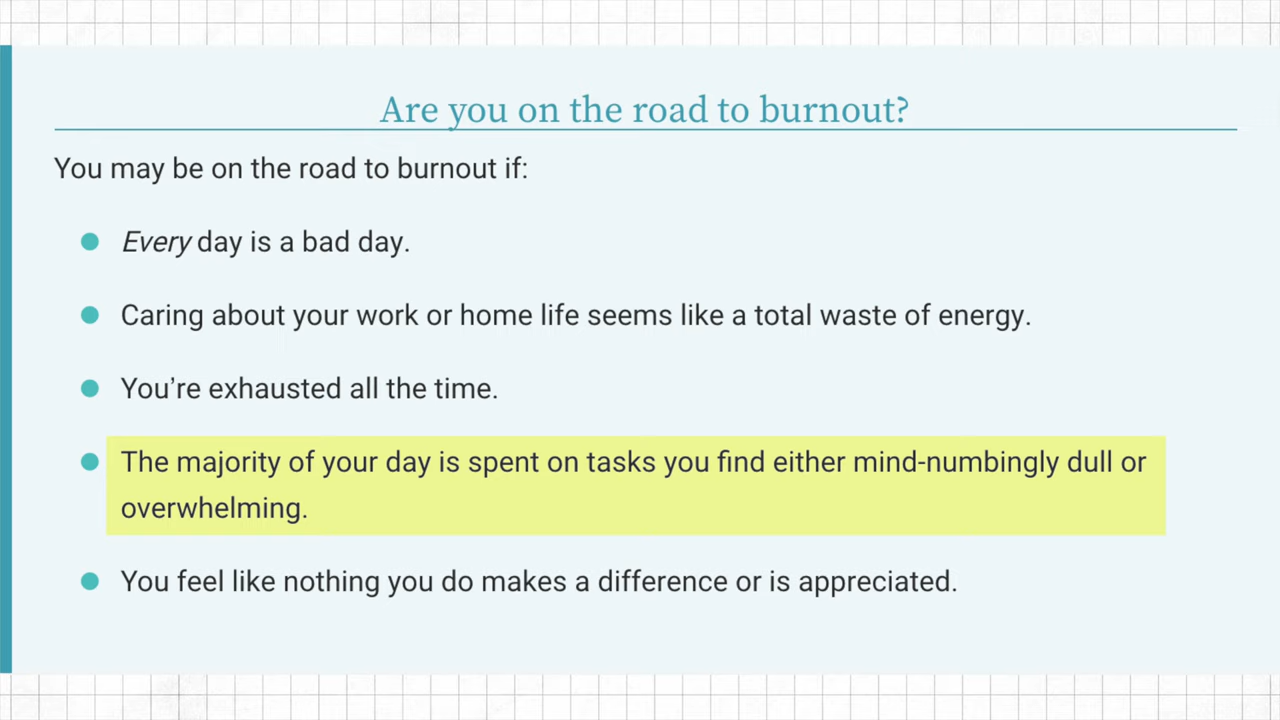 Are you on the road to burnout?
You may be on the road to burnout if:
Every day is a bad day.
Caring about your work or home life seems like a total waste of energy.
You’re exhausted all the time.
The majority of your day is spent on tasks you find either mind-numbingly dull or
overwhelming.
You feel like nothing you do makes a difference or is appreciated.